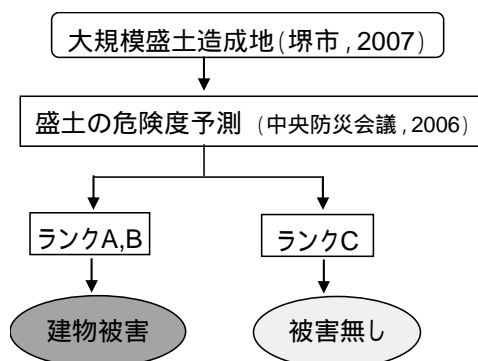 大規模盛土造成地(堺市,2007)
盛土の危険度予測 (中央防災会議,2006)
ランクA,B
ランクC
建物被害
被害無し